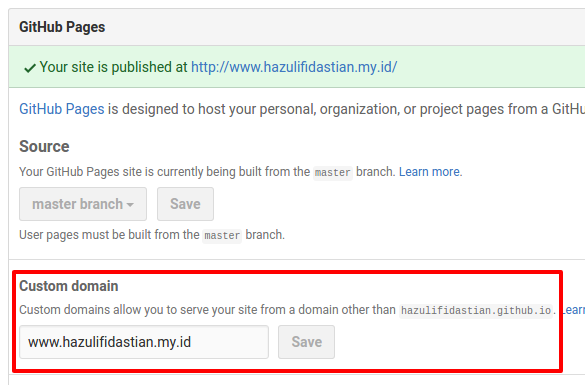 GitHub Pages
Your site is published at http://www.hazulifidastian.my.id/
GitHub Pages is designed to host your personal, organization, or project pages from a
Source
Your GitHub Pages site is currently being built from the master branch. Learn more.
master branch Save
User pages must be built from the master branch.
Custom domain
Custom domains allow you to serve your site from a domain other than hazulifidastian.github.io.
www.hazulifidastian.my.id Save